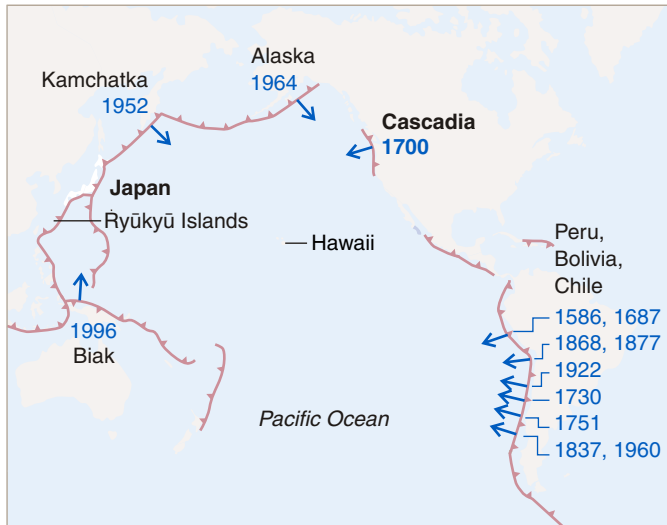 Alaska
1964
Kamchatka
1952
Cascadia
1700
Japan
Ryūkyū Islands
Hawaii
Peru,
Bolivia,
Chile
1586, 1687
1868, 1877
1922
1730
1751
1837, 1960
1996
Biak
Pacific Ocean